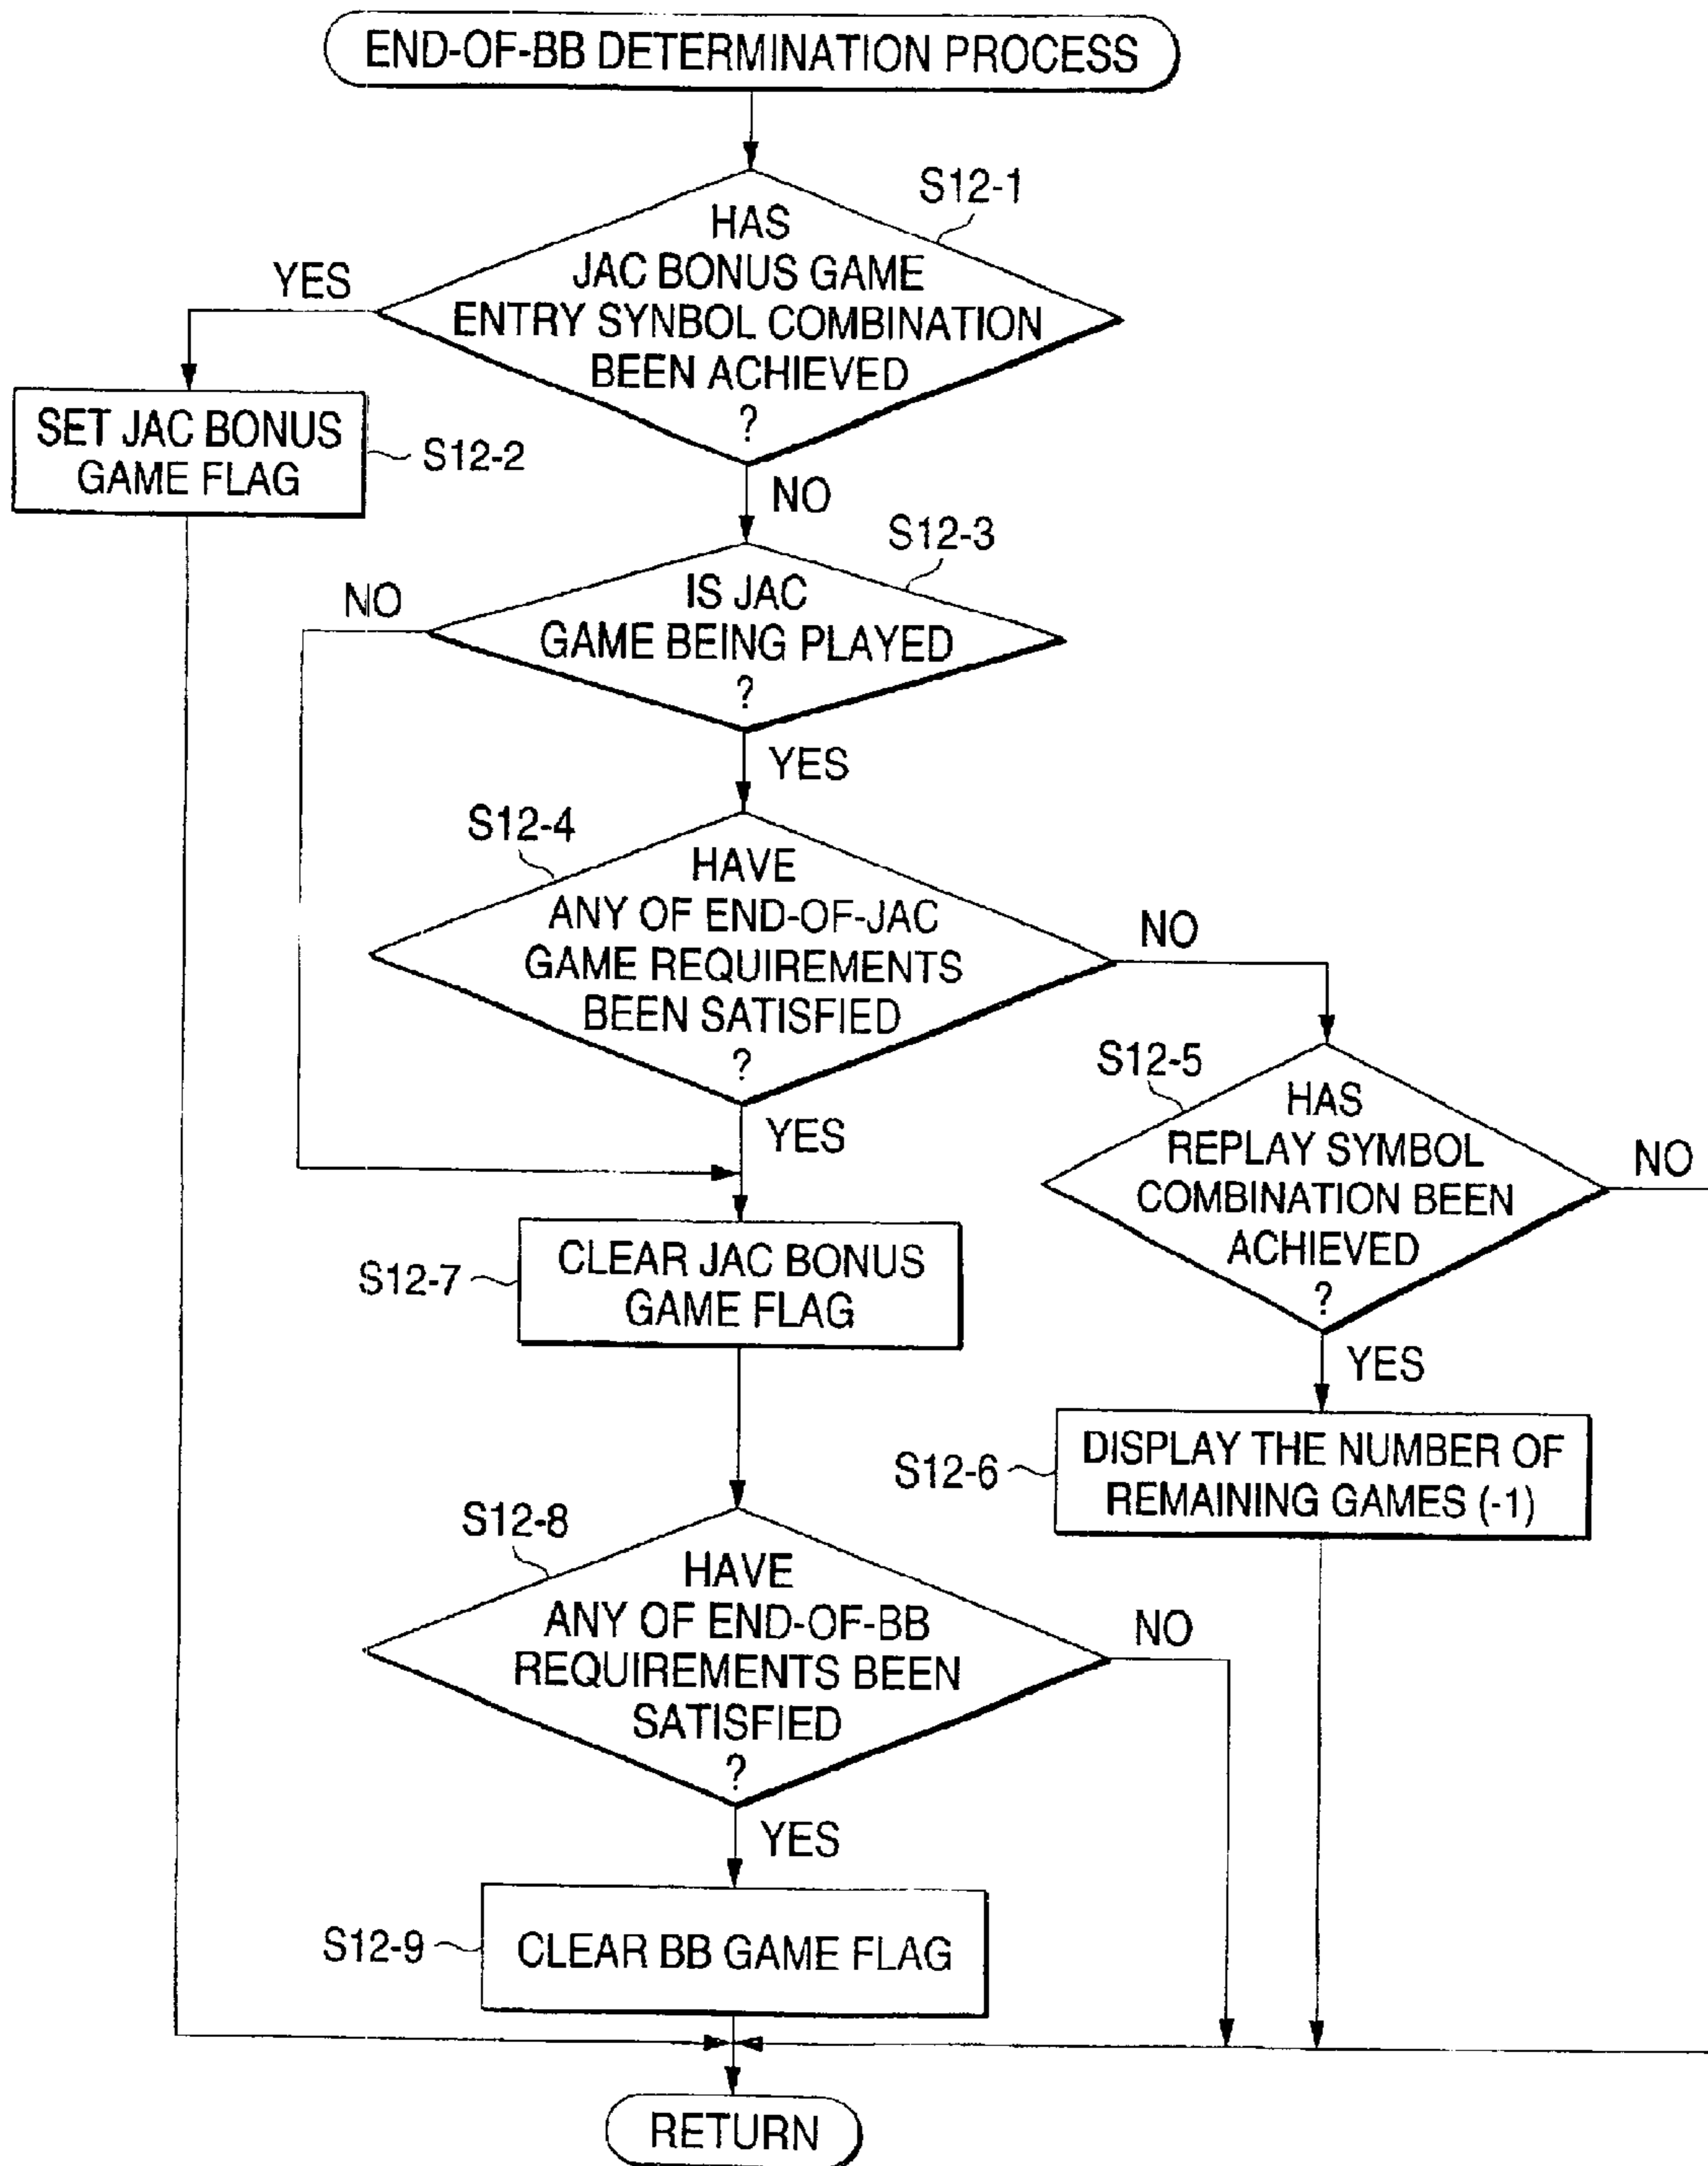 END-OF-BB DETERMINATION PROCESS
S12-1
HAS
JAC BONUS GAME
ENTRY SYNBOL COMBINATION
BEEN ACHIEVED
?
YES
SET JAC BONUS
GAME FLAG
S12-2
NO
S12-3
IS JAC
GAME BEING PLAYED
?
NO
YES
S12-4
HAVE
ANY OF END-OF-JAC
GAME REQUIREMENTS
BEEN SATISFIED
?
NO
YES
S12-5
HAS
REPLAY SYMBOL
COMBINATION BEEN
ACHIEVED
?
NO
YES
S12-6
DISPLAY THE NUMBER OF
REMAINING GAMES (-1)
S12-7
CLEAR JAC BONUS
GAME FLAG
S12-8
HAVE
ANY OF END-OF-BB
REQUIREMENTS BEEN
SATISFIED
?
NO
YES
S12-9
CLEAR BB GAME FLAG
RETURN